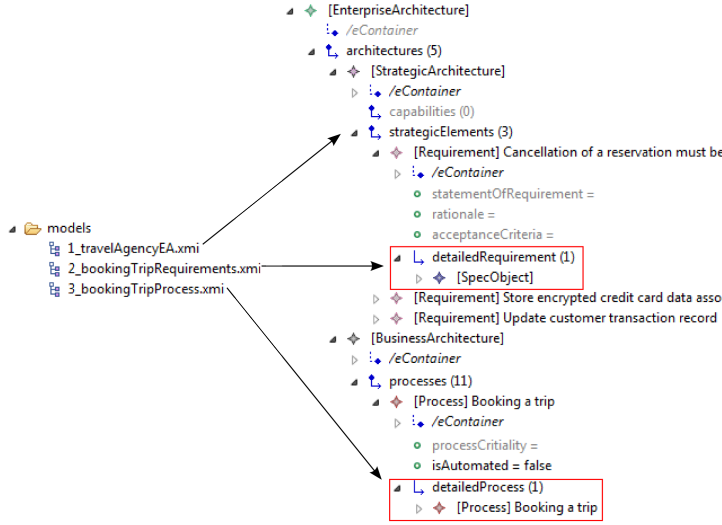 [EnterpriseArchitecture]
/eContainer
architectures (5)
[StrategicArchitecture]
/eContainer
capabilities (0)
strategicElements (3)
[Requirement] Cancellation of a reservation must be
/eContainer
statementOfRequirement =
rationale =
acceptanceCriteria =
models
1_travelAgencyEA.xmi
2_bookingTripRequirements.xmi
3_bookingTripProcess.xmi
detailedRequirement (1)
[SpecObject]
[Requirement] Store encrypted credit card data asso
[Requirement] Update customer transaction record
[BusinessArchitecture]
/eContainer
processes (11)
[Process] Booking a trip
/eContainer
processCritiality =
isAutomated = false
detailedProcess (1)
[Process] Booking a trip